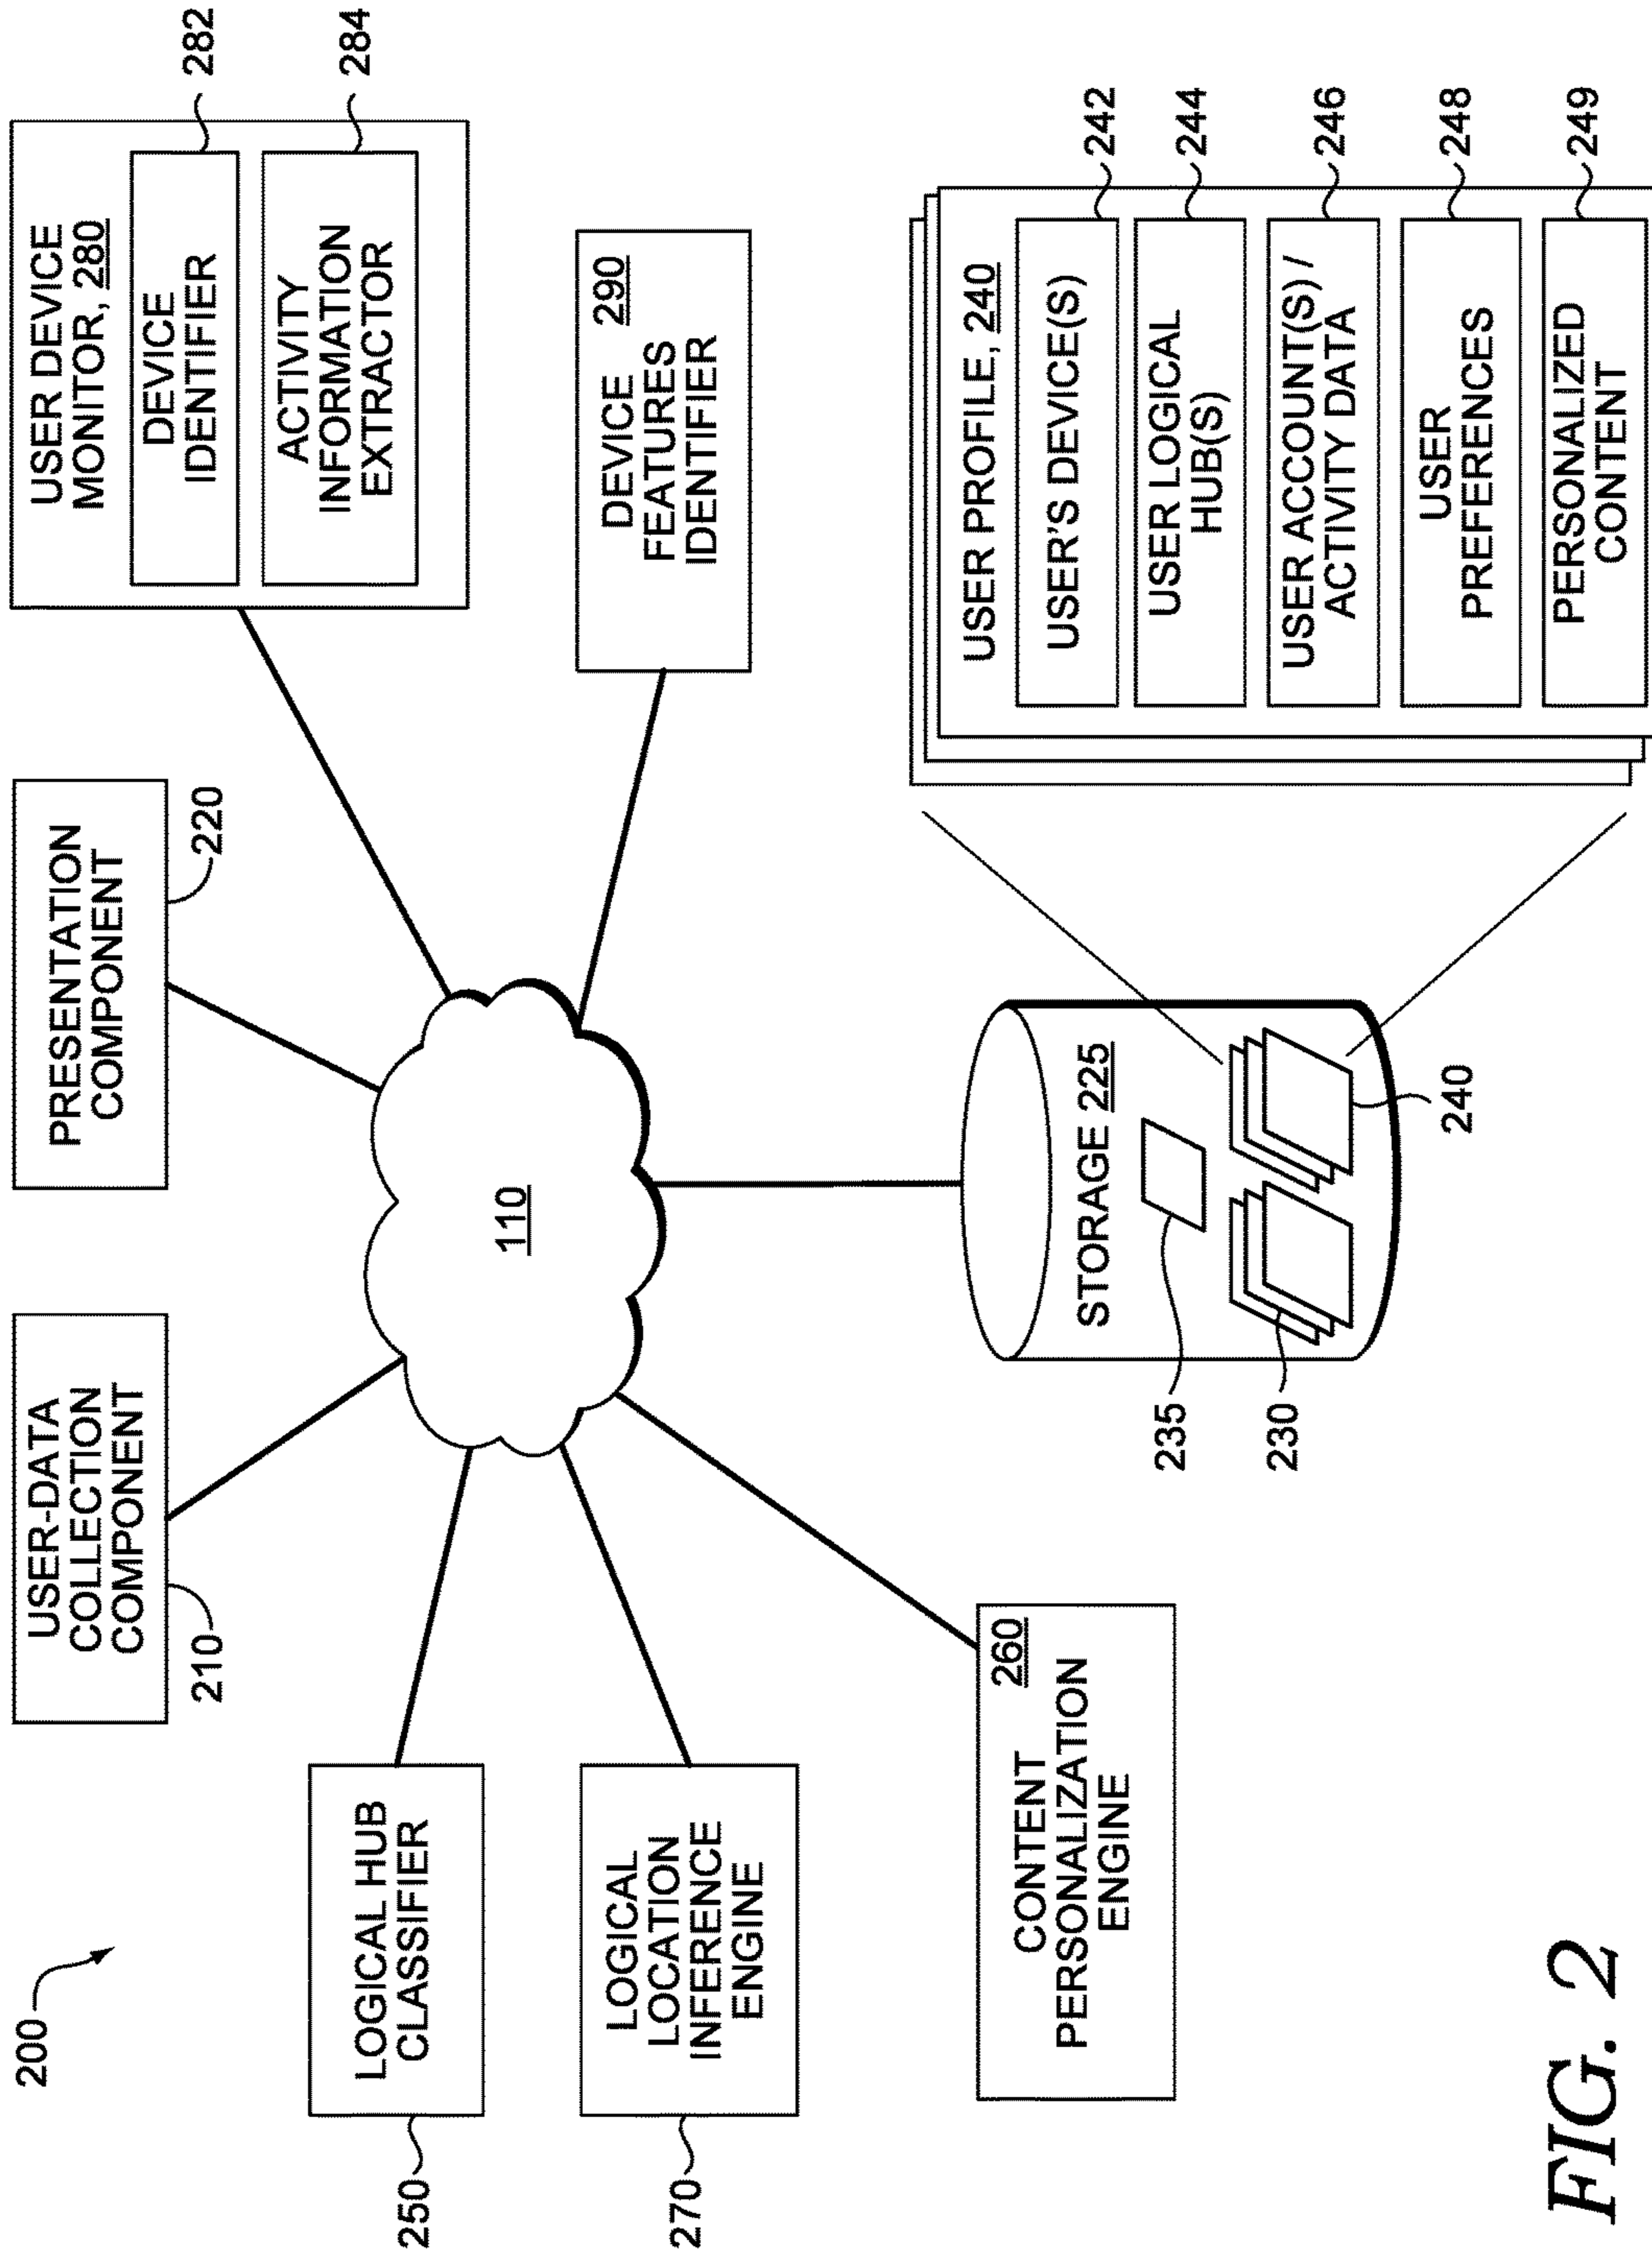 200
USER-DATA
COLLECTION
COMPONENT
210
PRESENTATION
COMPONENT
220
USER DEVICE
MONITOR, 280
DEVICE
IDENTIFIER
282
ACTIVITY
INFORMATION
EXTRACTOR
284
LOGICAL HUB
CLASSIFIER
250
110
290
DEVICE
FEATURES
IDENTIFIER
LOGICAL
LOCATION
INFERENCE
ENGINE
270
260
CONTENT
PERSONALIZATION
ENGINE
STORAGE 225
235
230
240
USER PROFILE, 240
USER'S DEVICE(S)
242
USER LOGICAL
HUB(S)
244
USER ACCOUNT(S) /
ACTIVITY DATA
246
USER
PREFERENCES
248
PERSONALIZED
CONTENT
249
FIG. 2